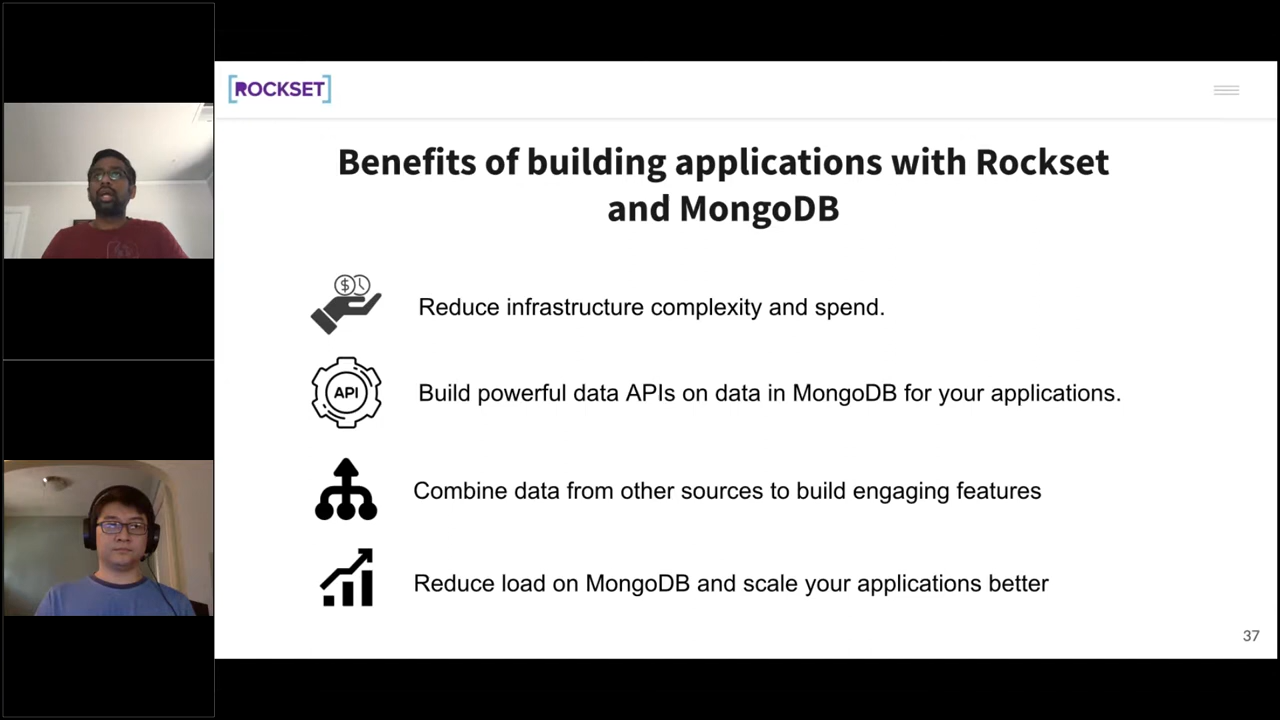 [ROCKSET]
Benefits of building applications with Rockset
and MongoDB
$
Reduce infrastructure complexity and spend.
API
Build powerful data APIs on data in MongoDB for your applications.
Combine data from other sources to build engaging features
Reduce load on MongoDB and scale your applications better
37